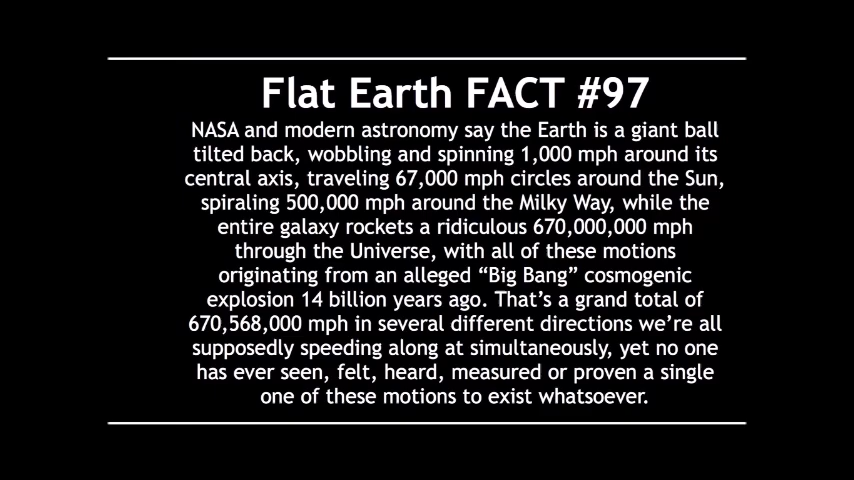 Flat Earth FACT #97
NASA and modern astronomy say the Earth is a giant ball
tilted back, wobbling and spinning 1,000 mph around its
central axis, traveling 67,000 mph circles around the Sun,
spiraling 500,000 mph around the Milky Way, while the
entire galaxy rockets a ridiculous 670,000,000 mph
through the Universe, with all of these motions
originating from an alleged “Big Bang” cosmogenic
explosion 14 billion years ago. That’s a grand total of
670,568,000 mph in several different directions we’re all
supposedly speeding along at simultaneously, yet no one
has ever seen, felt, heard, measured or proven a single
one of these motions to exist whatsoever.